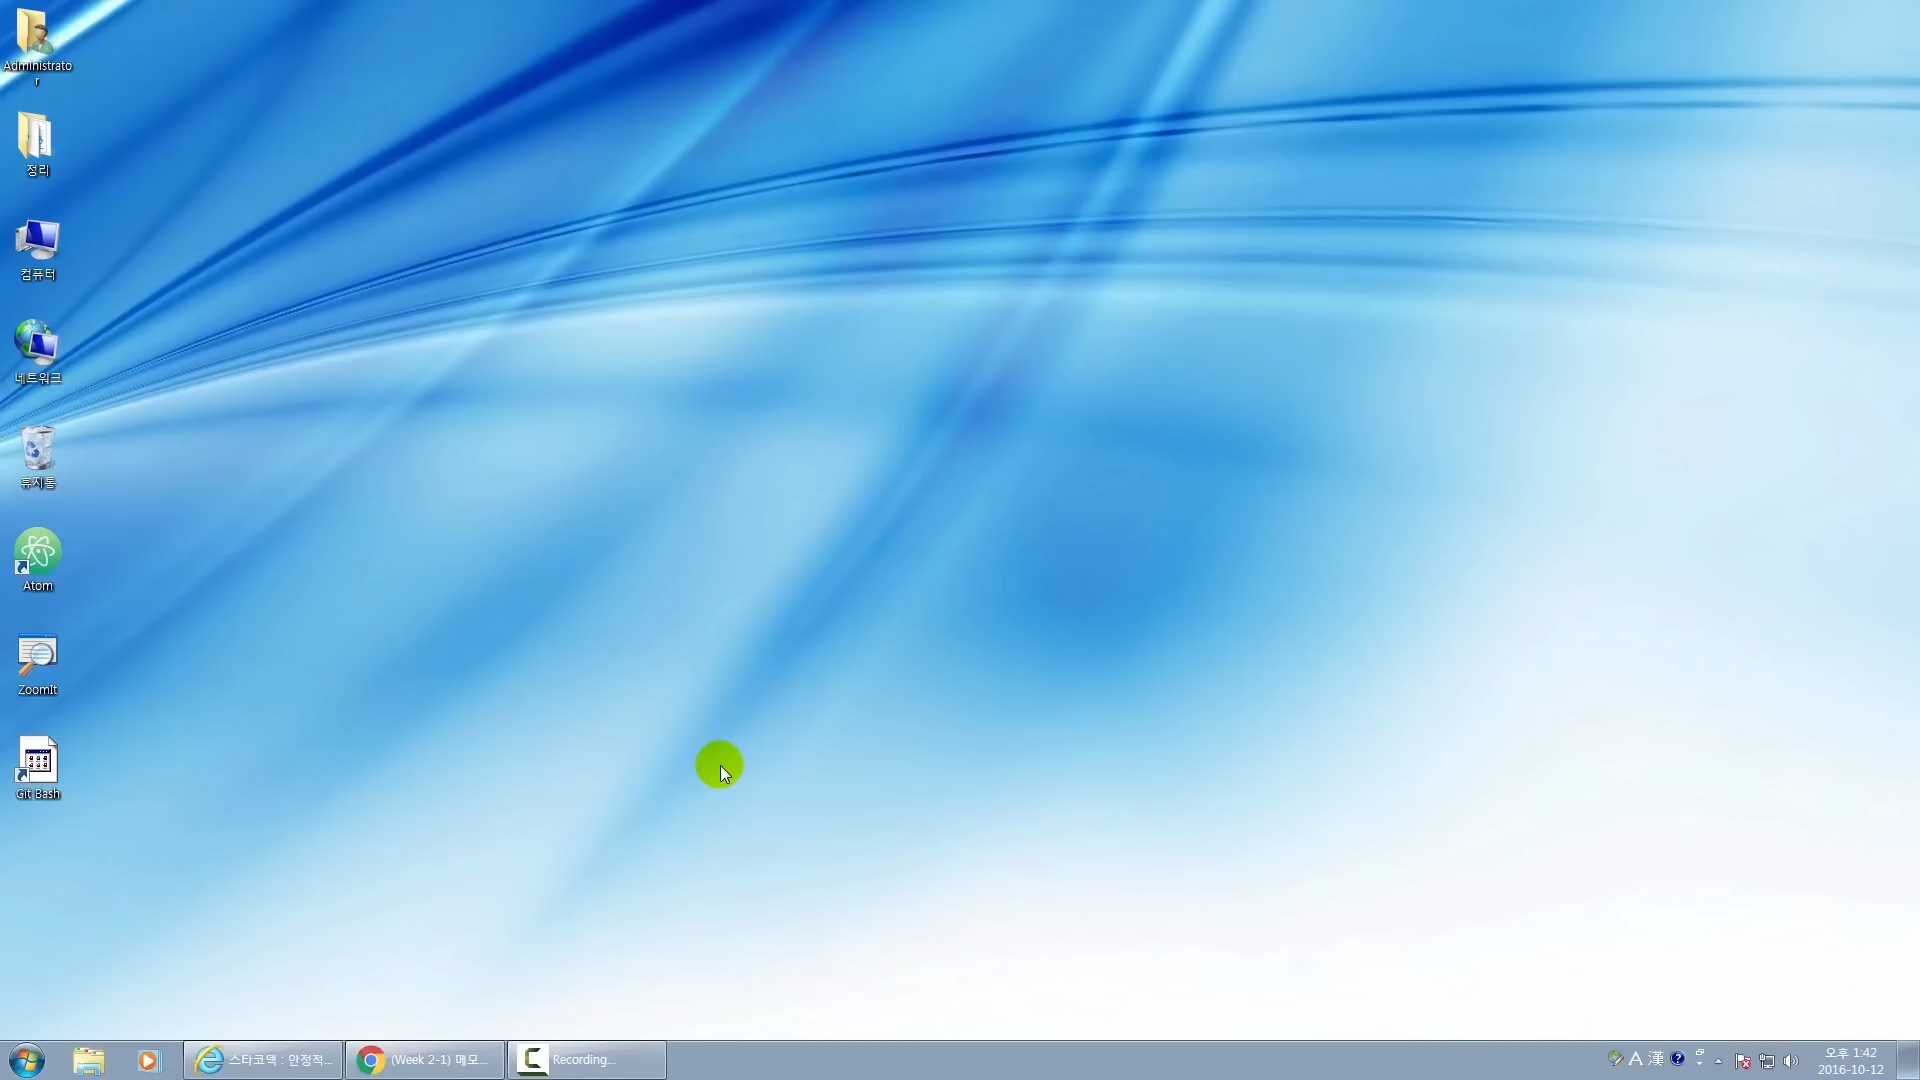 Administrato
r
정리
컴퓨터
네트워크
휴지통
Atom
ZoomIt
Git Bash
스타코덱 : 안정적...
(Week 2-1) 메모...
Recording...
A 漢
오후 1:42
2016-10-12